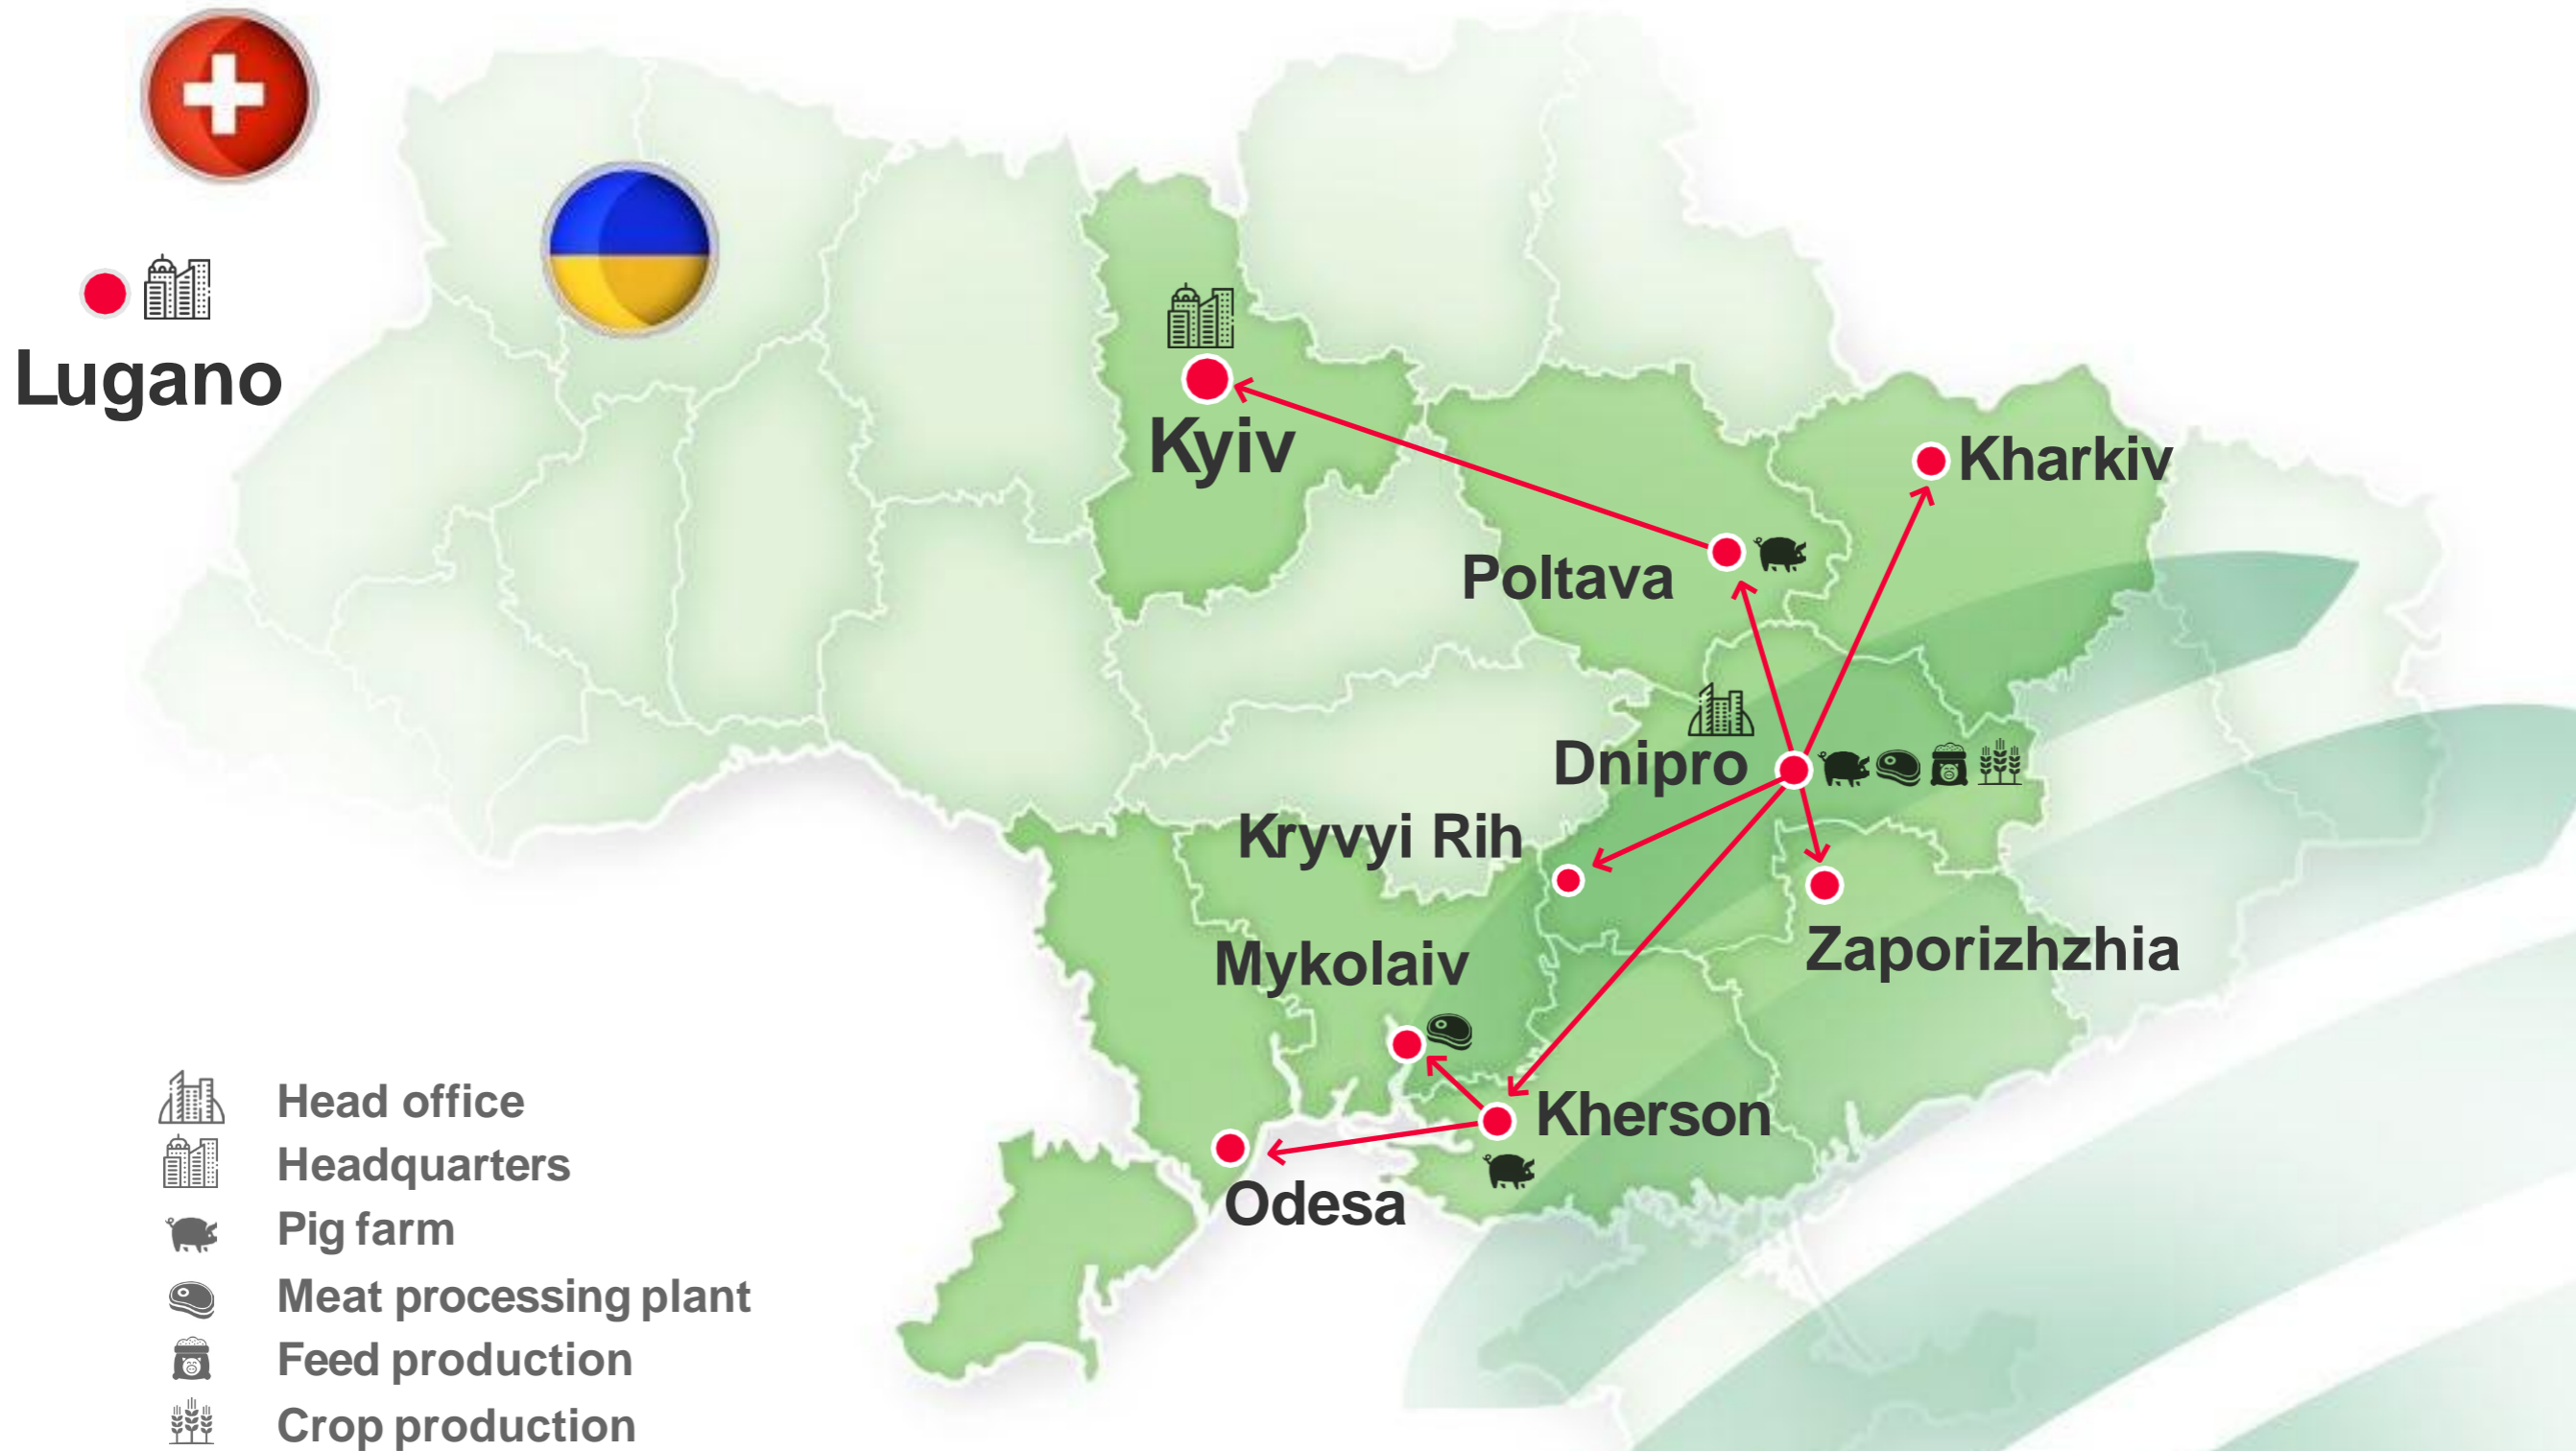 Lugano
Kyiv
Kharkiv
Poltava
Dnipro
Kryvyi Rih
Zaporizhzhia
Mykolaiv
Kherson
Odesa
Head office
Headquarters
Pig farm
Meat processing plant
Feed production
Crop production